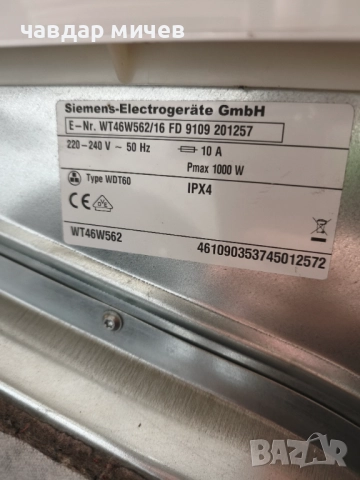 чавдар мичев
Siemens-Electrogeräte GmbH
E-Nr. WT46W562/16 FD 9109 201257
220-240 V ~ 50 Hz 10 A
Pmax 1000 W
Type WDT60 IPX4
CE
WT46W562 461090353745012572
BAZAR